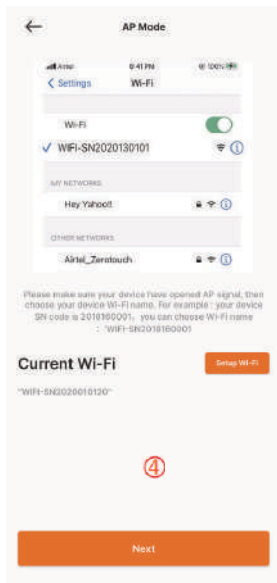 AP Mode
9:41 PM
Settings
Wi-Fi
Wi-Fi
WIFI-SN2020130101
MY NETWORKS
Hey Yahoo!!
OTHER NETWORKS
Airtel_Zerotouch
Please make sure your device have opened AP signal, then
choose your device Wi-Fi name. For example : your device
SN code is 2018160001, you can choose Wi-Fi name
: "WIFI-SN2018160001
Current Wi-Fi
Setup Wi-Fi
"WIFI-SN2020010120"
④
Next